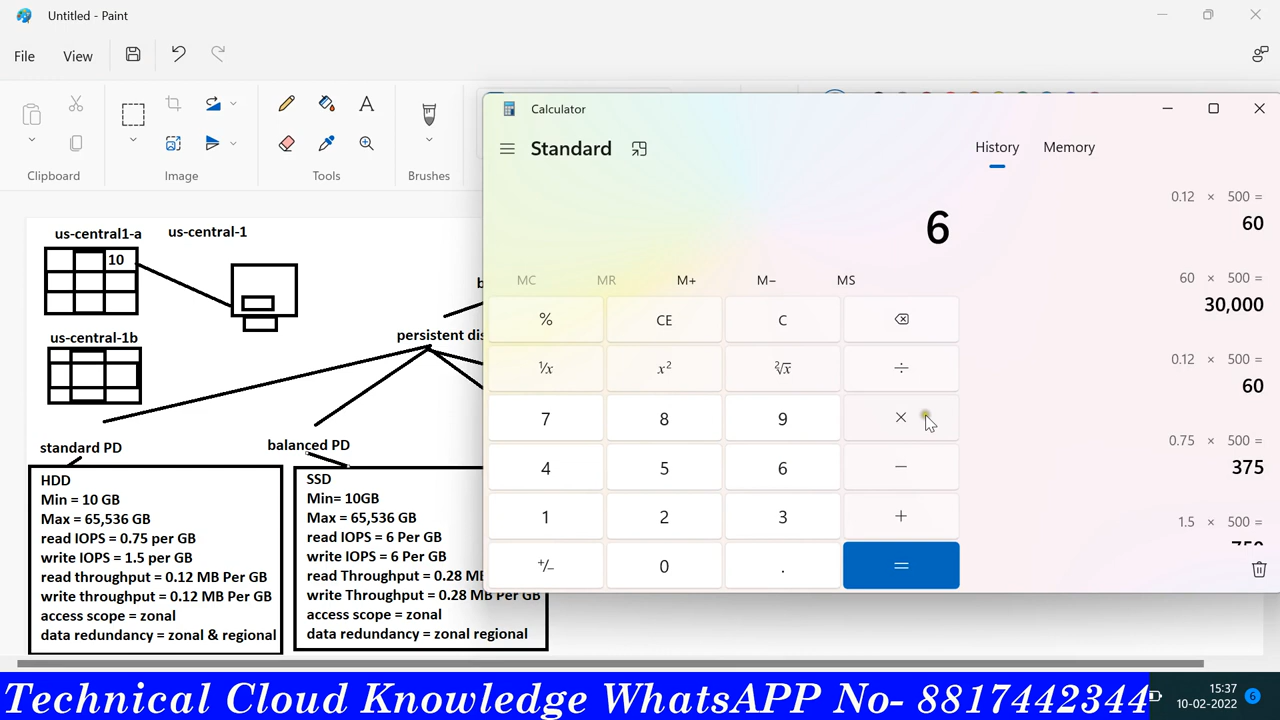 Untitled - Paint
File View
Clipboard
Image
Tools
Brushes
us-central1-a
us-central-1
10
us-central-1b
b
persistent dis
standard PD
balanced PD
HDD
Min = 10 GB
Max = 65,536 GB
read IOPS = 0.75 per GB
write IOPS = 1.5 per GB
read throughput = 0.12 MB Per GB
write throughput = 0.12 MB Per GB
access scope = zonal
data redundancy = zonal & regional
SSD
Min= 10GB
Max = 65,536 GB
read IOPS = 6 Per GB
write IOPS = 6 Per GB
read Throughput = 0.28 M
write Throughput = 0.28 MB Per GB
access scope = zonal
data redundancy = zonal regional
Calculator
Standard
History Memory
6
MC MR M+ M− MS
% CE C
⅟x x² ²√x ÷
7 8 9 ×
4 5 6 −
1 2 3 +
+/− 0 . =
0.12 × 500 =
60
60 × 500 =
30,000
0.12 × 500 =
60
0.75 × 500 =
375
1.5 × 500 =
750
Technical Cloud Knowledge WhatsAPP No- 8817442344
15:37
10-02-2022
6